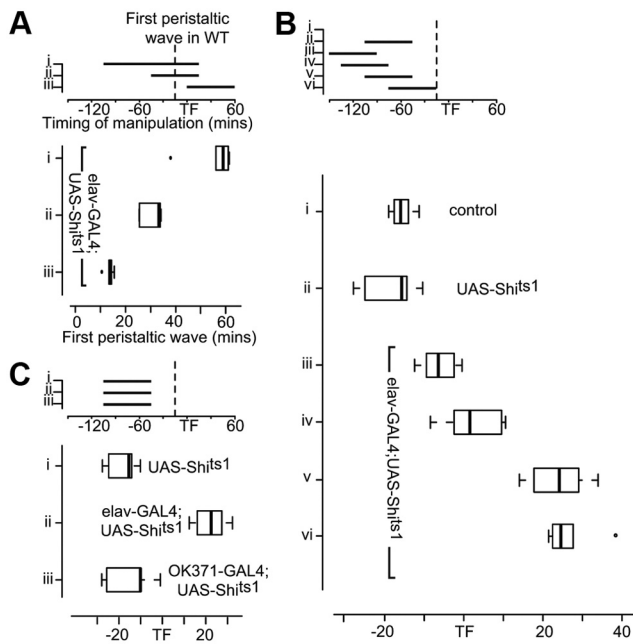 A
First peristaltic
wave in WT
i
ii
iii
-120 -60 TF 60
Timing of manipulation (mins)
i
ii
iii
elav-GAL4;
UAS-Shits1
0 20 40 60
First peristaltic wave (mins)
B
i
ii
iii
iv
v
vi
-120 -60 TF 60
i control
ii UAS-Shits1
iii
iv
v
vi
elav-GAL4;UAS-Shits1
-20 TF 20 40
C
i
ii
iii
-120 -60 TF 60
i UAS-Shits1
ii elav-GAL4;
UAS-Shits1
iii OK371-GAL4;
UAS-Shits1
-20 TF 20